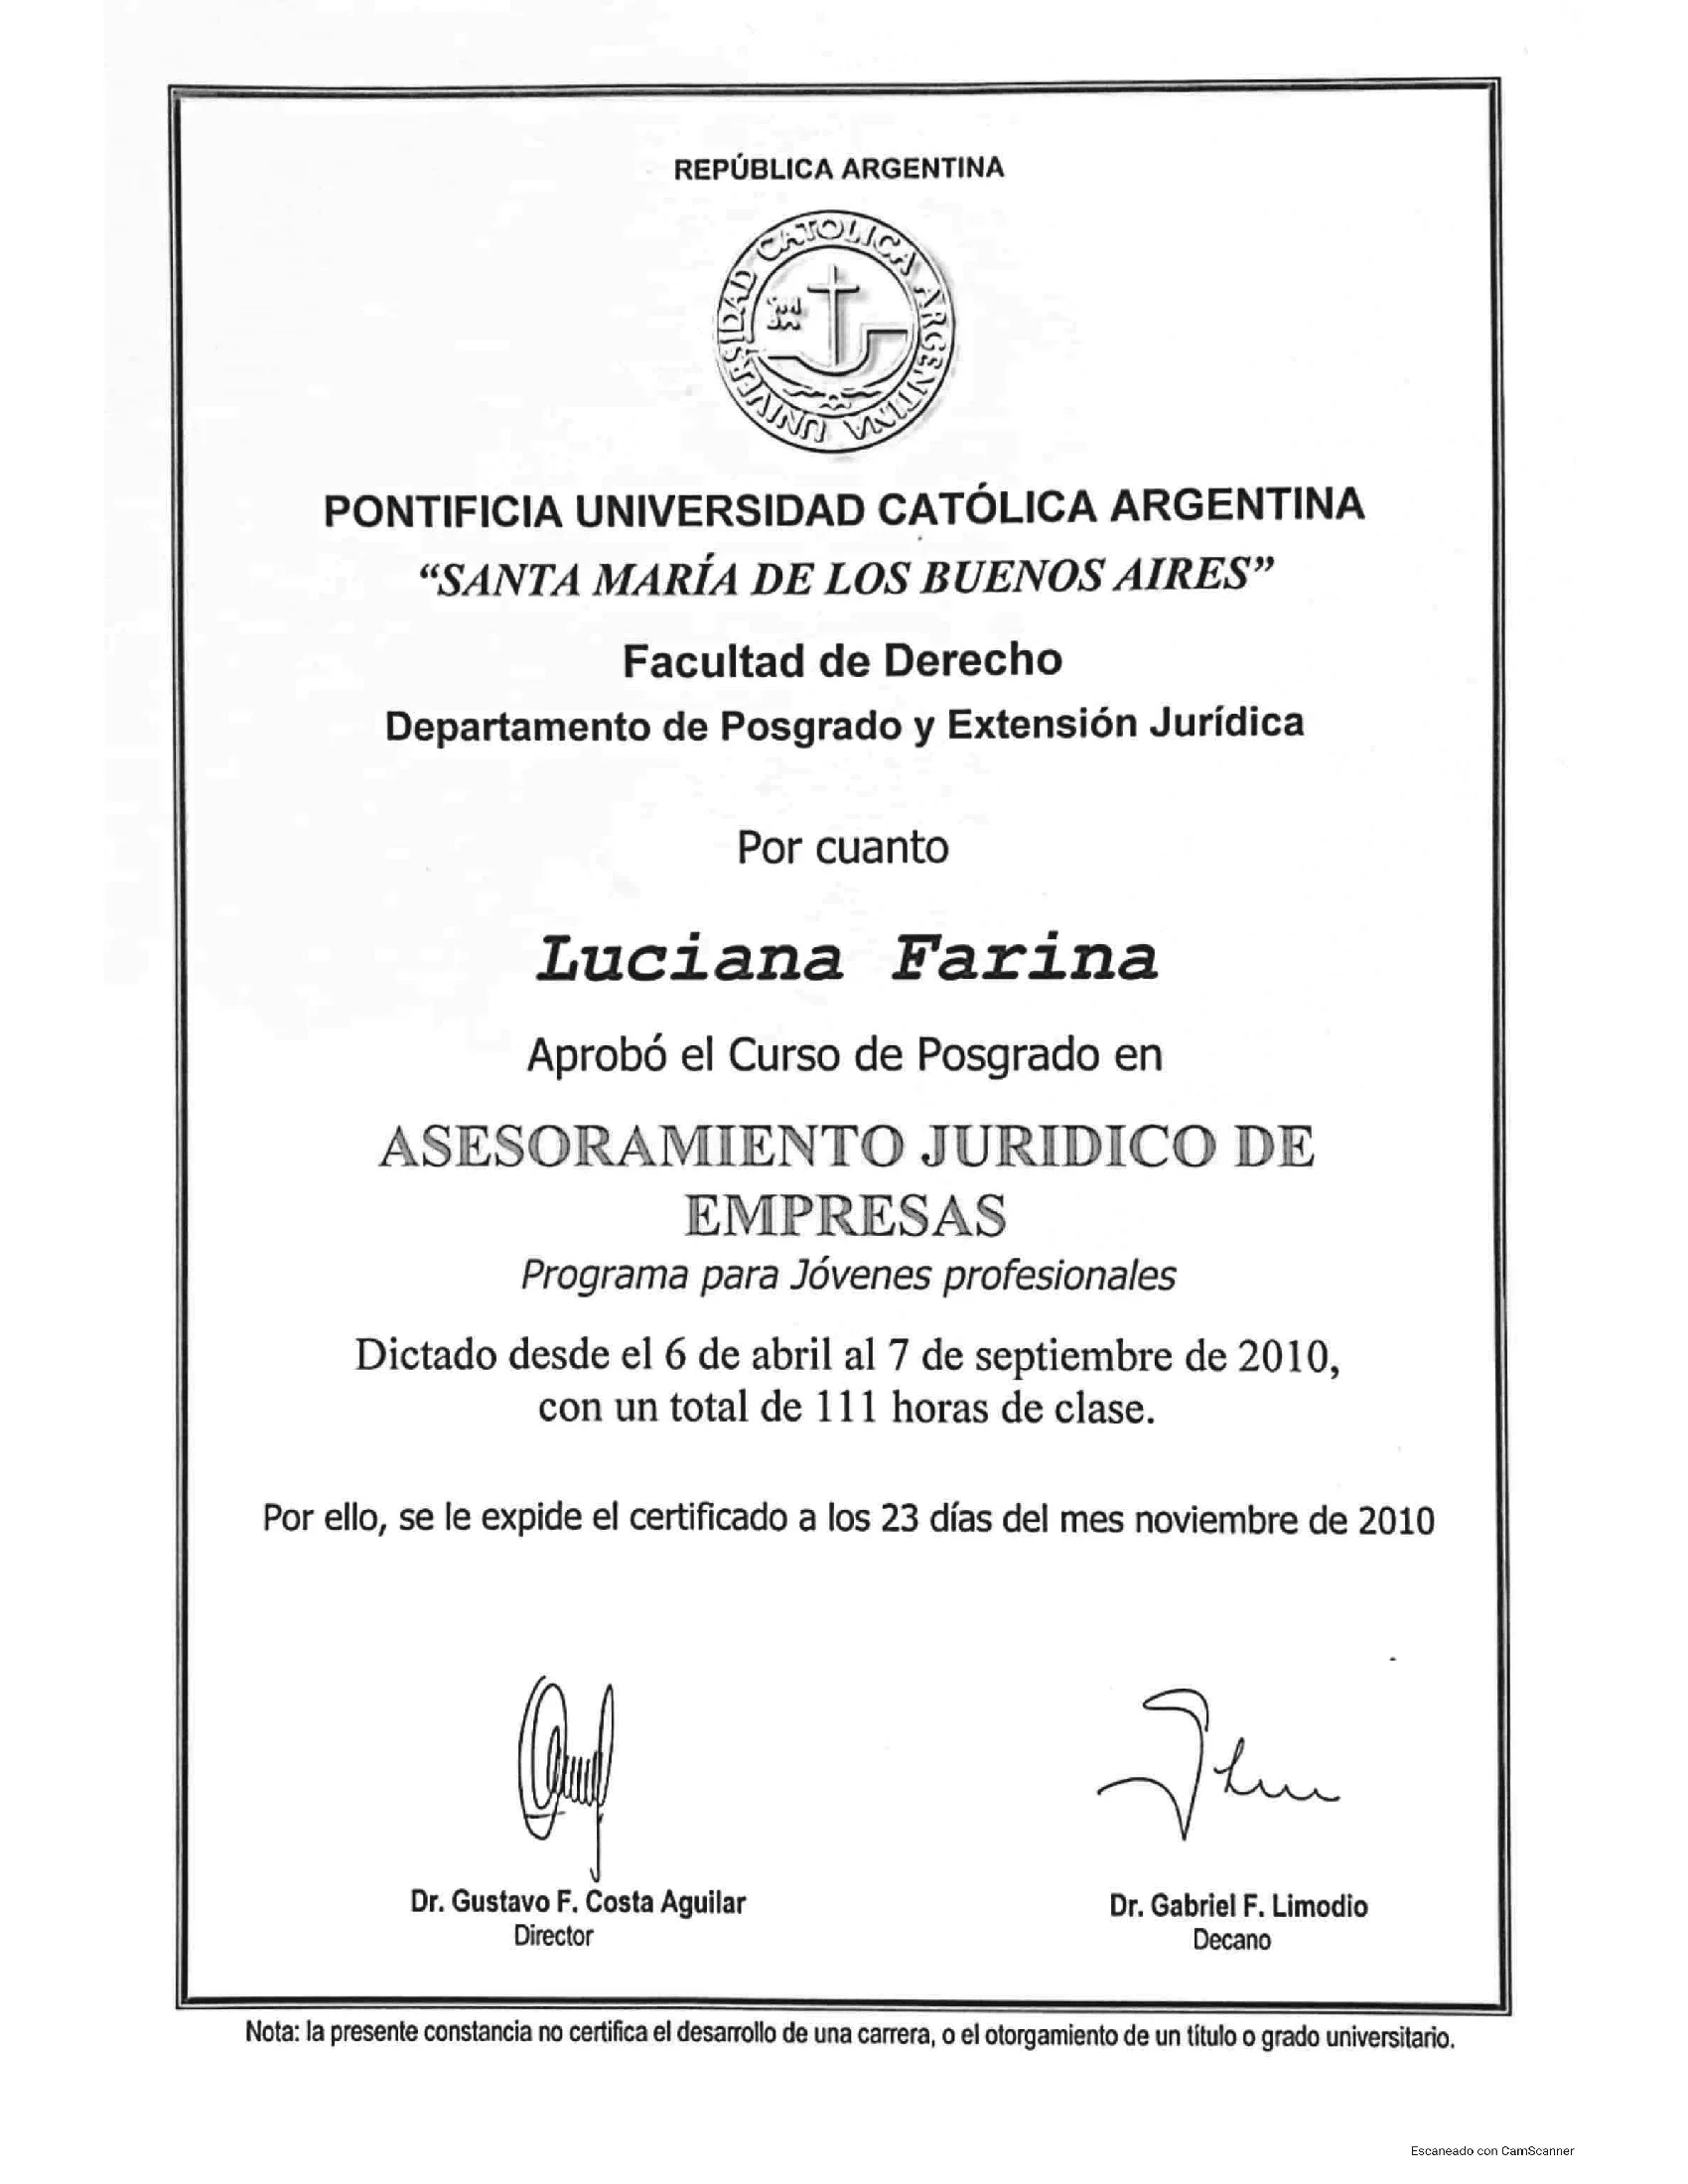 REPÚBLICA ARGENTINA
UNIVERSIDAD CATOLICA ARGENTINA
PONTIFICIA UNIVERSIDAD CATÓLICA ARGENTINA
“SANTA MARÍA DE LOS BUENOS AIRES”
Facultad de Derecho
Departamento de Posgrado y Extensión Jurídica
Por cuanto
Luciana Farina
Aprobó el Curso de Posgrado en
ASESORAMIENTO JURIDICO DE
EMPRESAS
Programa para Jóvenes profesionales
Dictado desde el 6 de abril al 7 de septiembre de 2010,
con un total de 111 horas de clase.
Por ello, se le expide el certificado a los 23 días del mes noviembre de 2010
Dr. Gustavo F. Costa Aguilar
Director
Dr. Gabriel F. Limodio
Decano
Nota: la presente constancia no certifica el desarrollo de una carrera, o el otorgamiento de un título o grado universitario.
Escaneado con CamScanner